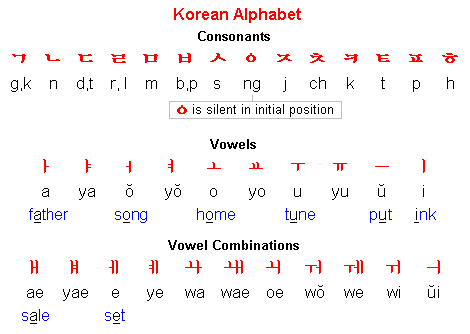 Korean Alphabet
Consonants
ㄱ ㄴ ㄷ ㄹ ㅁ ㅂ ㅅ ㅇ ㅈ ㅊ ㅋ ㅌ ㅍ ㅎ
g,k n d,t r, l m b,p s ng j ch k t p h
ㅇ is silent in initial position
Vowels
ㅏ ㅑ ㅓ ㅕ ㅗ ㅛ ㅜ ㅠ ㅡ ㅣ
a ya ŏ yŏ o yo u yu ŭ i
father song home tune put ink
Vowel Combinations
ㅐ ㅒ ㅔ ㅖ ㅘ ㅙ ㅚ ㅝ ㅞ ㅟ ㅢ
ae yae e ye wa wae oe wŏ we wi ŭi
sale set